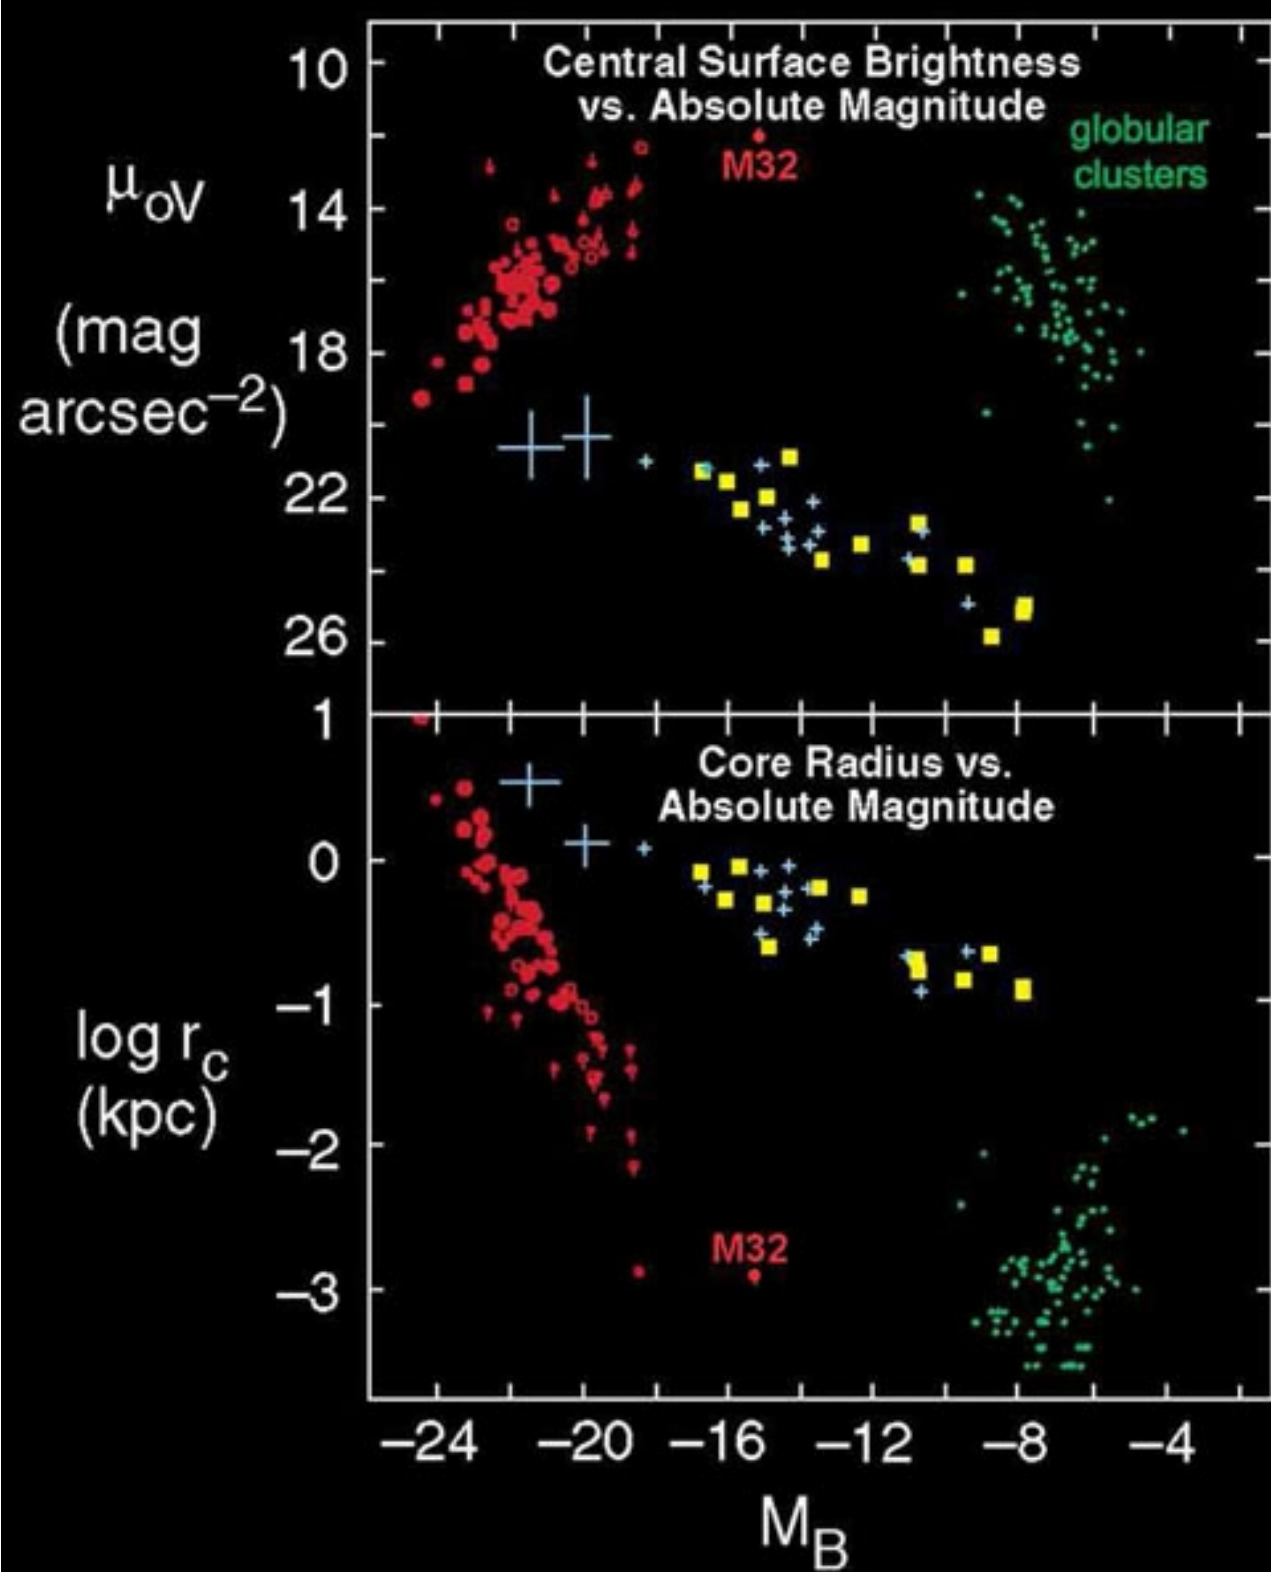 Central Surface Brightness
vs. Absolute Magnitude
globular
clusters
M32
10
14
18
22
26
μoV
(mag
arcsec−2)
1
Core Radius vs.
Absolute Magnitude
0
−1
−2
−3
log rc
(kpc)
M32
−24 −20 −16 −12 −8 −4
MB